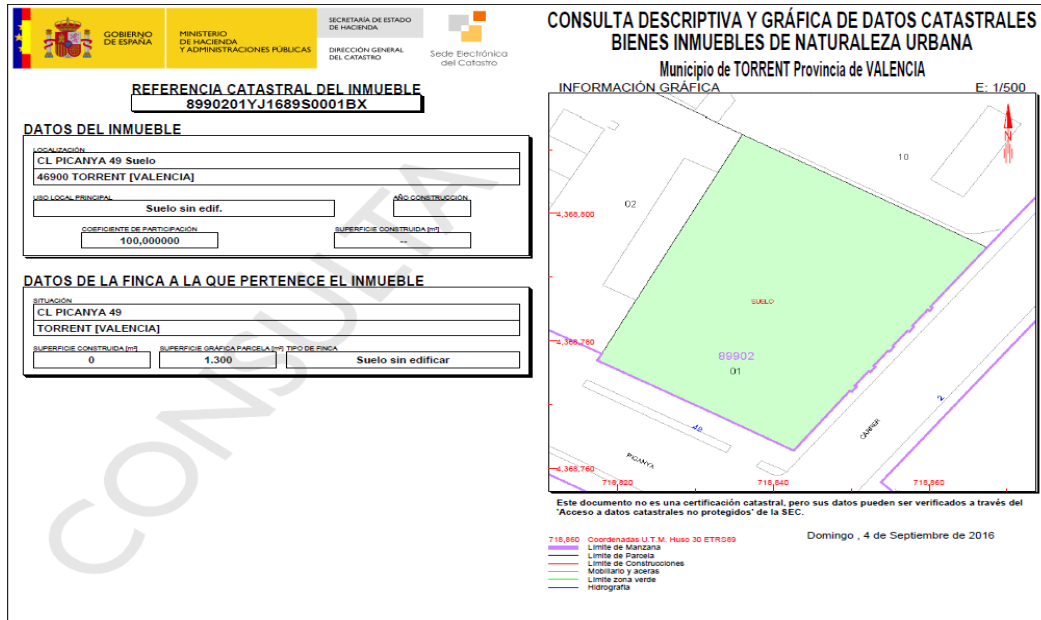 GOBIERNO
DE ESPAÑA
MINISTERIO
DE HACIENDA
Y ADMINISTRACIONES PÚBLICAS
SECRETARÍA DE ESTADO
DE HACIENDA
DIRECCIÓN GENERAL
DEL CATASTRO
Sede Electrónica
del Catastro
REFERENCIA CATASTRAL DEL INMUEBLE
8990201YJ1689S0001BX
DATOS DEL INMUEBLE
LOCALIZACIÓN
CL PICANYA 49 Suelo
46900 TORRENT [VALENCIA]
USO LOCAL PRINCIPAL
Suelo sin edif.
AÑO CONSTRUCCIÓN
COEFICIENTE DE PARTICIPACIÓN
100,000000
SUPERFICIE CONSTRUIDA [m²]
--
DATOS DE LA FINCA A LA QUE PERTENECE EL INMUEBLE
SITUACIÓN
CL PICANYA 49
TORRENT [VALENCIA]
SUPERFICIE CONSTRUIDA [m²]
0
SUPERFICIE GRÁFICA PARCELA [m²]
1.300
TIPO DE FINCA
Suelo sin edificar
CONSULTA
CONSULTA DESCRIPTIVA Y GRÁFICA DE DATOS CATASTRALES
BIENES INMUEBLES DE NATURALEZA URBANA
Municipio de TORRENT Provincia de VALENCIA
INFORMACIÓN GRÁFICA E: 1/500
N
10
02
4,368,800
SUELO
4,368,780
89902
01
2
49
CARRER
PICANYA
4,368,760
718,820 718,840 718,860
Este documento no es una certificación catastral, pero sus datos pueden ser verificados a través del
'Acceso a datos catastrales no protegidos' de la SEC.
718,860 Coordenadas U.T.M. Huso 30 ETRS89
Límite de Manzana
Límite de Parcela
Límite de Construcciones
Mobiliario y aceras
Límite zona verde
Hidrografía
Domingo , 4 de Septiembre de 2016